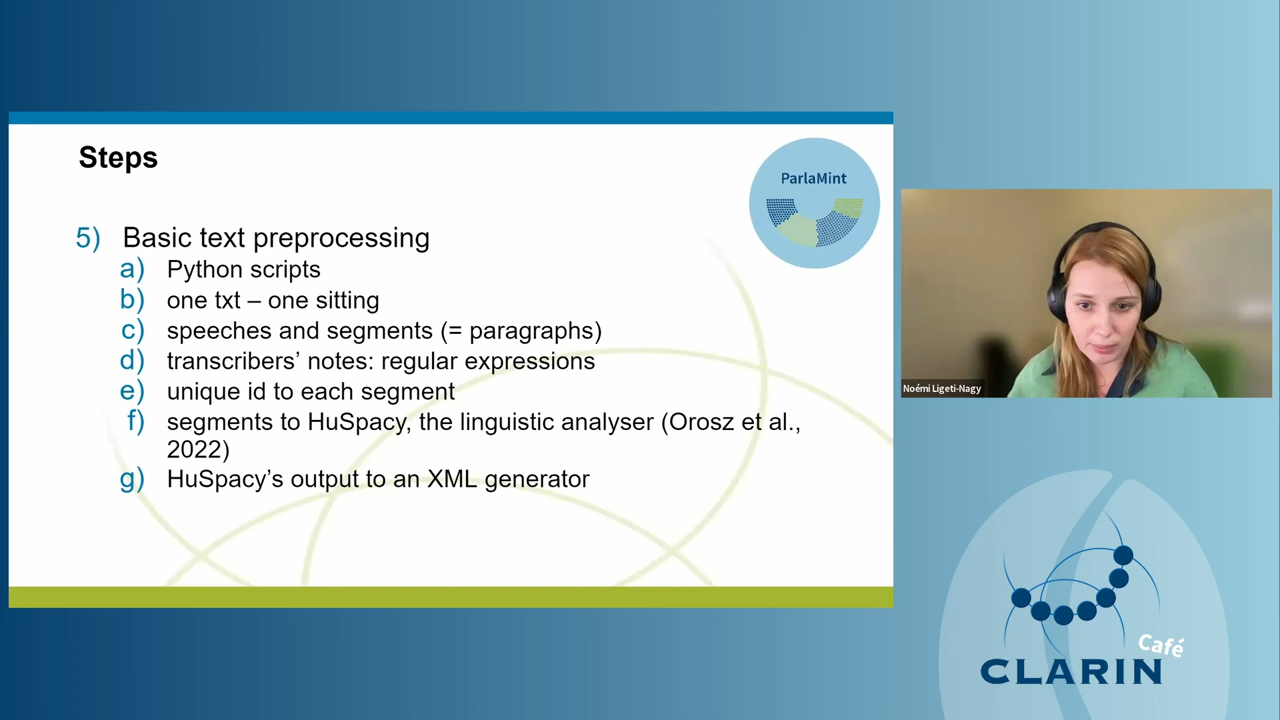 Steps
ParlaMint
5) Basic text preprocessing
a) Python scripts
b) one txt – one sitting
c) speeches and segments (= paragraphs)
d) transcribers’ notes: regular expressions
e) unique id to each segment
f) segments to HuSpacy, the linguistic analyser (Orosz et al.,
2022)
g) HuSpacy’s output to an XML generator
Noémi Ligeti-Nagy
Café
CLARIN